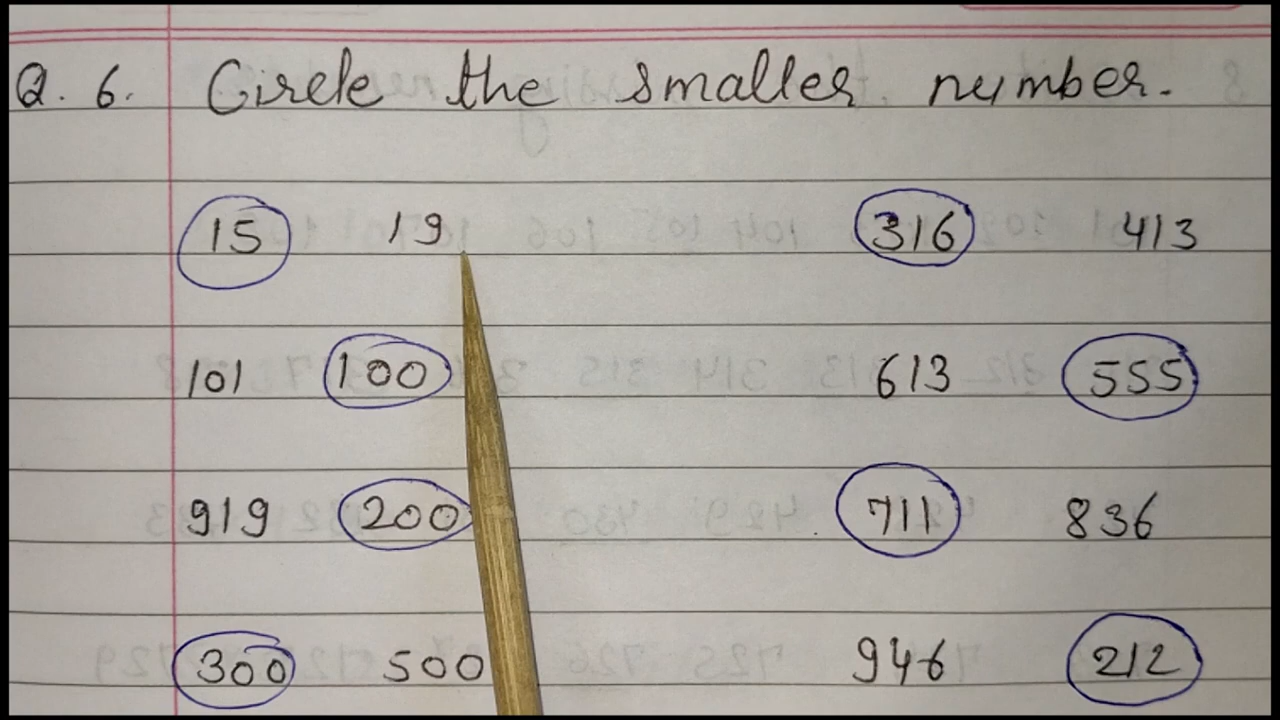 Q. 6. Circle the smaller number.
15 19 316 413
101 100 613 555
919 200 711 836
300 500 946 212